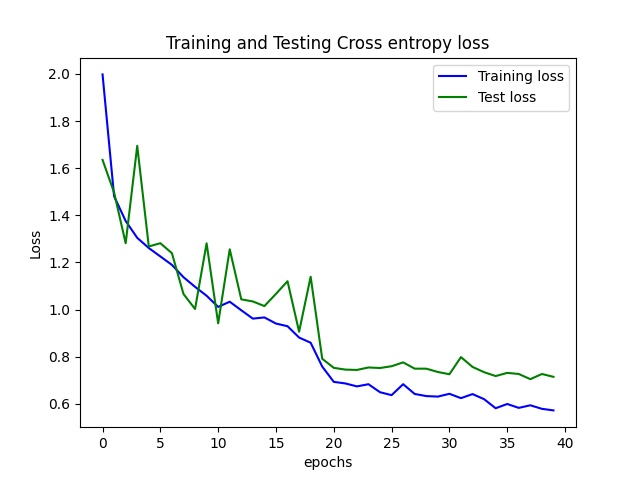 Training and Testing Cross entropy loss
Training loss
Test loss
Loss
2.0
1.8
1.6
1.4
1.2
1.0
0.8
0.6
0 5 10 15 20 25 30 35 40
epochs